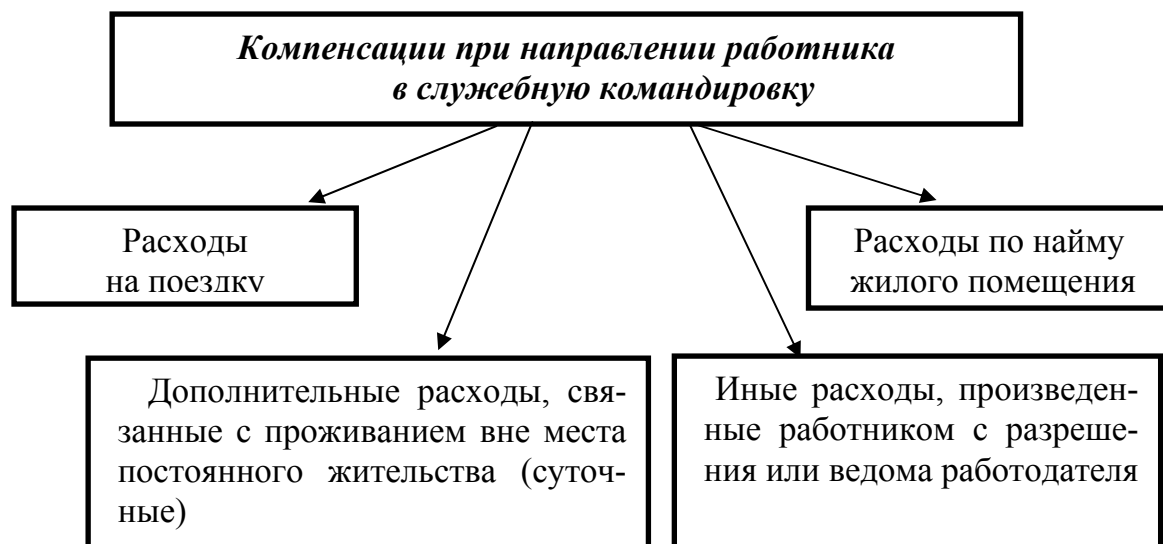 Компенсации при направлении работника
в служебную командировку
Расходы
на поездку
Расходы по найму
жилого помещения
Дополнительные расходы, свя-
занные с проживанием вне места
постоянного жительства (суточ-
ные)
Иные расходы, произведен-
ные работником с разреше-
ния или ведома работодателя